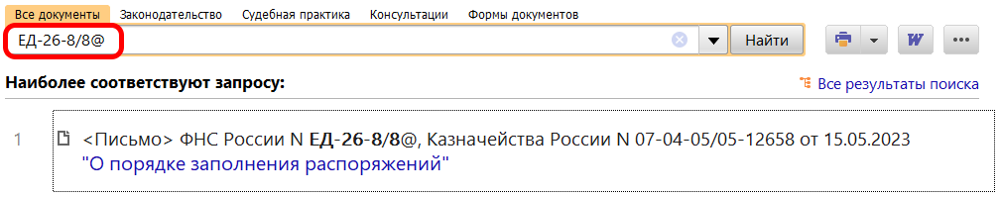 Все документы Законодательство Судебная практика Консультации Формы документов
ЕД-26-8/8@ Найти W
Наиболее соответствуют запросу: Все результаты поиска
1 <Письмо> ФНС России N ЕД-26-8/8@, Казначейства России N 07-04-05/05-12658 от 15.05.2023
"О порядке заполнения распоряжений"